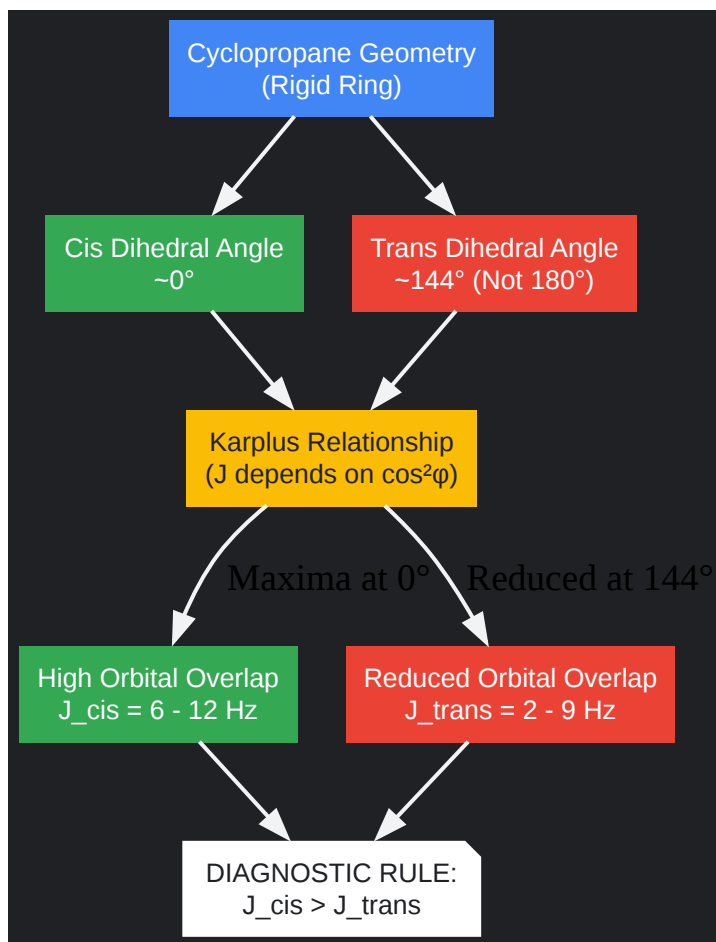 Cyclopropane Geometry
(Rigid Ring)
Cis Dihedral Angle
~0°
Trans Dihedral Angle
~144° (Not 180°)
Karplus Relationship
(J depends on cos²φ)
Maxima at 0°
Reduced at 144°
High Orbital Overlap
J_cis = 6 - 12 Hz
Reduced Orbital Overlap
J_trans = 2 - 9 Hz
DIAGNOSTIC RULE:
J_cis > J_trans